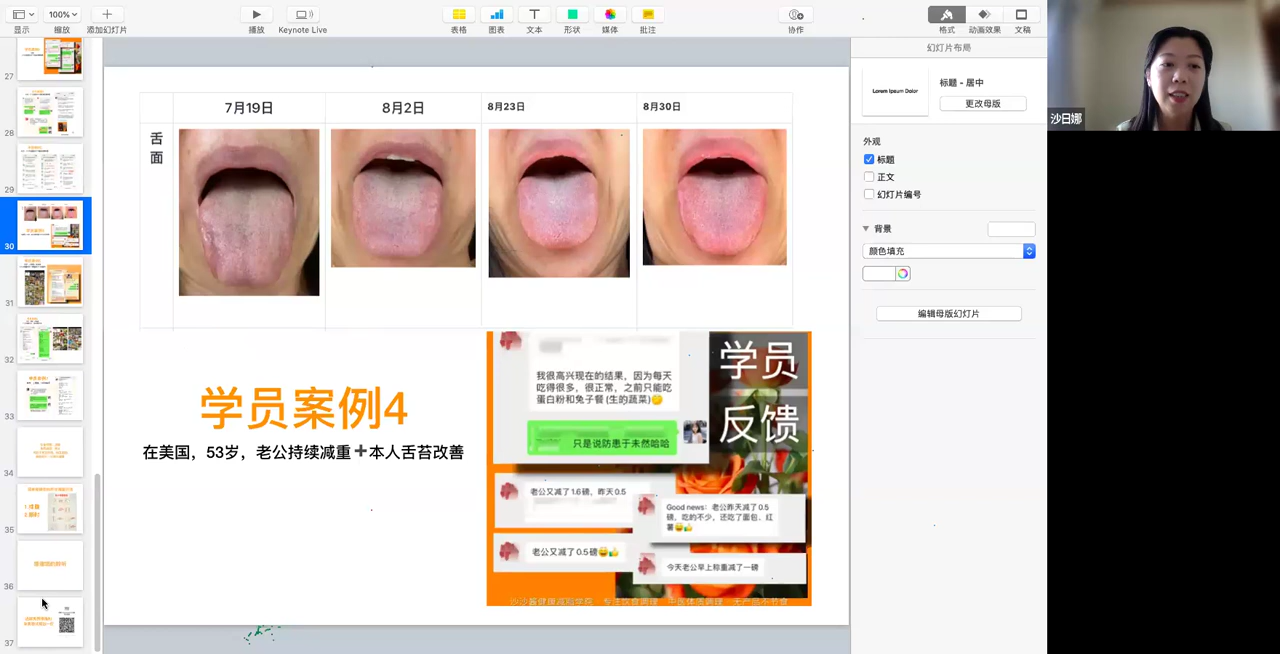 100%
显示
缩放
添加幻灯片
播放
Keynote Live
表格
图表
文本
形状
媒体
批注
协作
格式
动画效果
文稿
27
28
29
30
31
32
33
34
35
36
37
7月19日
8月2日
8月23日
8月30日
舌
面
学员案例4
在美国，53岁，老公持续减重➕本人舌苔改善
我很高兴现在的结果，因为每天
吃得很多，很正常，之前只能吃
蛋白粉和兔子餐 (生的蔬菜)
只是说防患于未然哈哈
学员
反馈
老公又减了 1.6磅，昨天 0.5
Good news：老公昨天减了 0.5
磅，吃的不少，还吃了面包，红
薯
老公又减了 0.5 磅
今天老公早上称重减了一磅
幻灯片布局
Lorem Ipsum Dolor
标题 - 居中
更改母版
外观
标题
正文
幻灯片编号
背景
颜色填充
编辑母版幻灯片
沙日娜